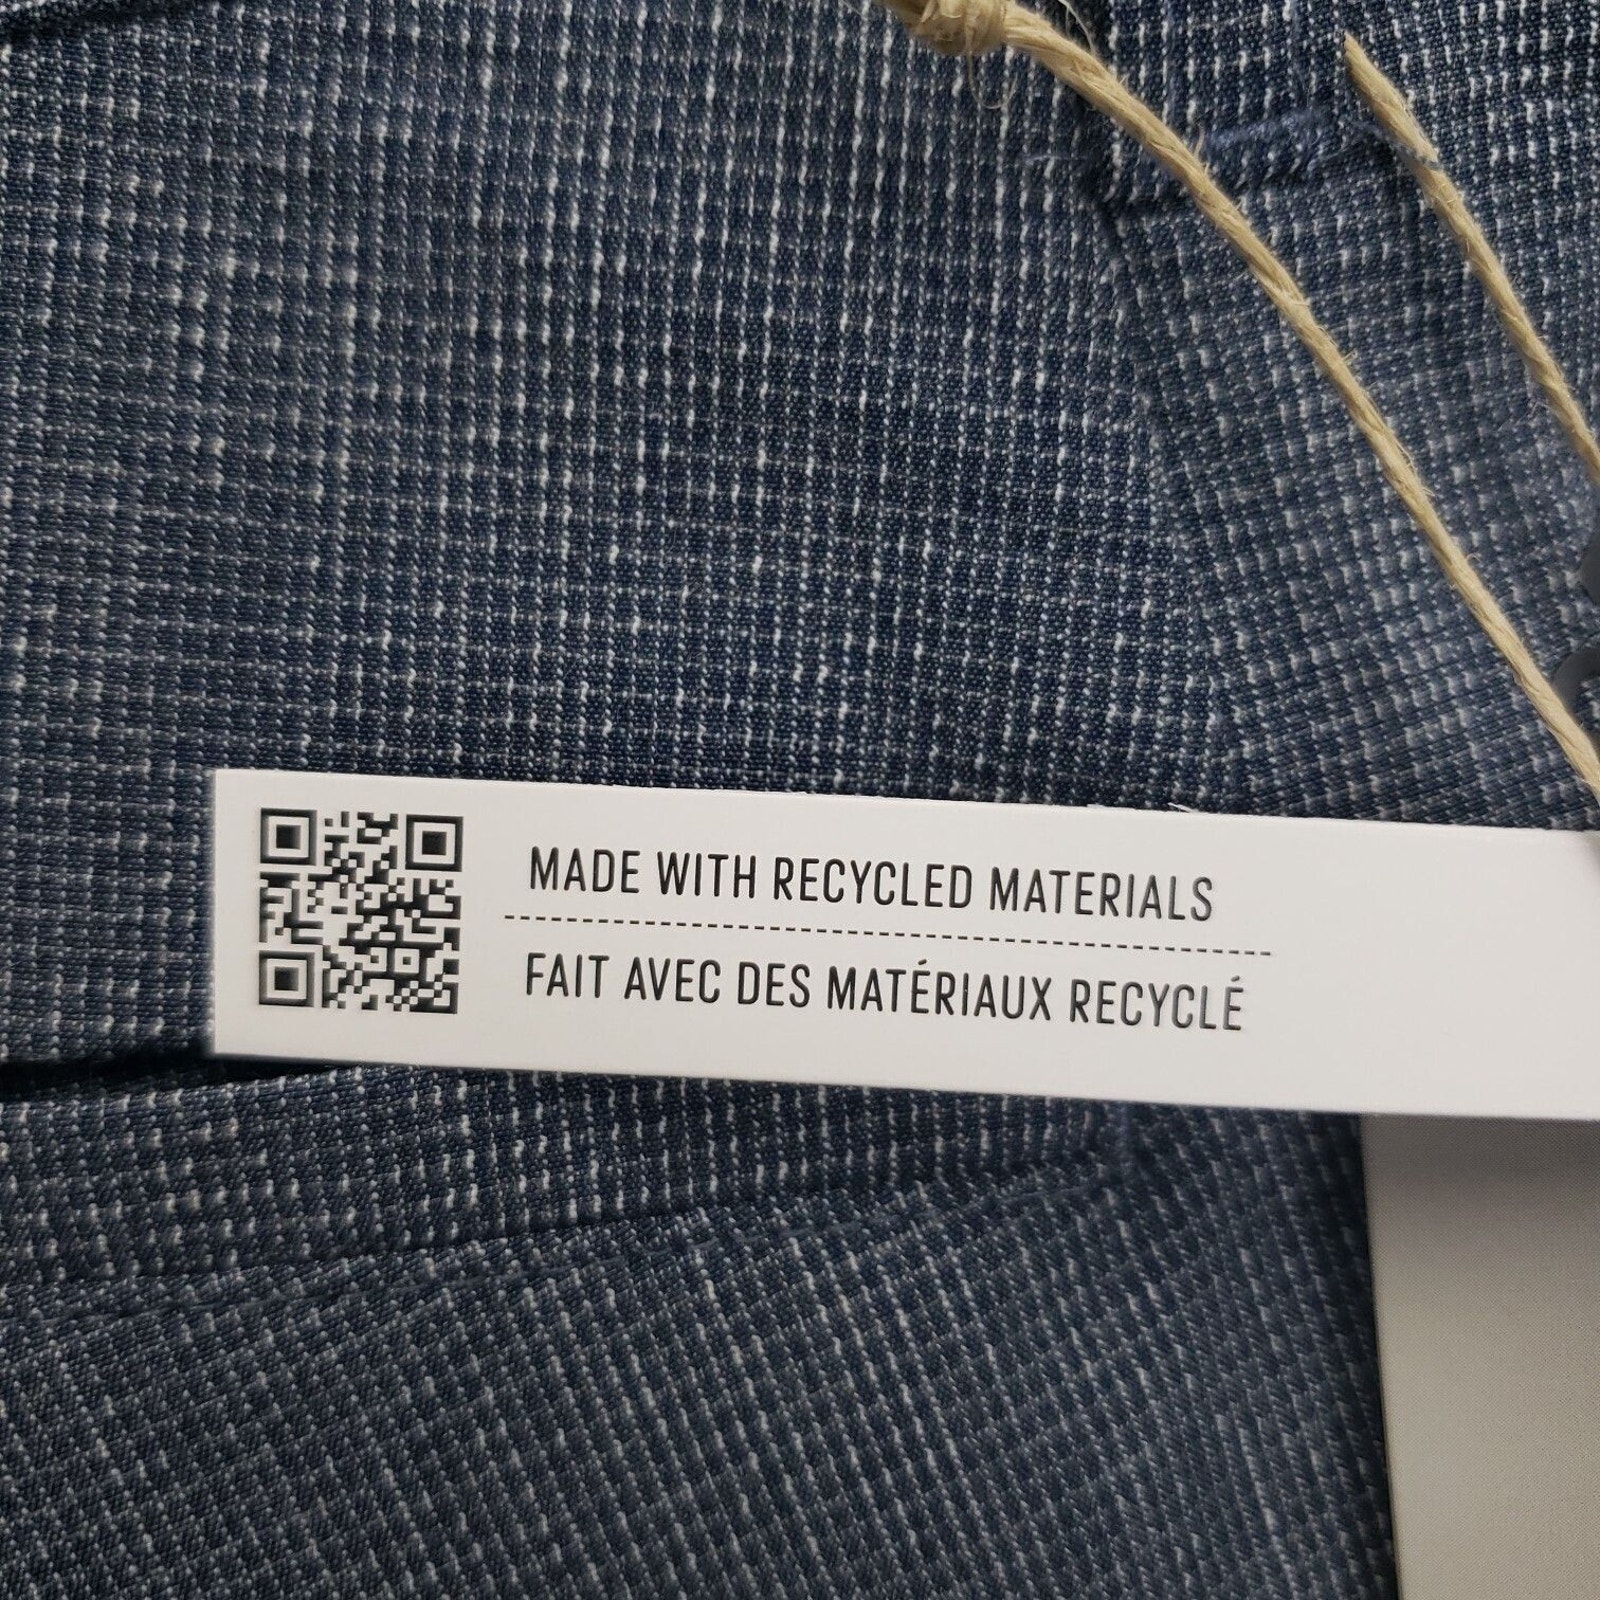 MADE WITH RECYCLED MATERIALS
FAIT AVEC DES MATÉRIAUX RECYCLÉ